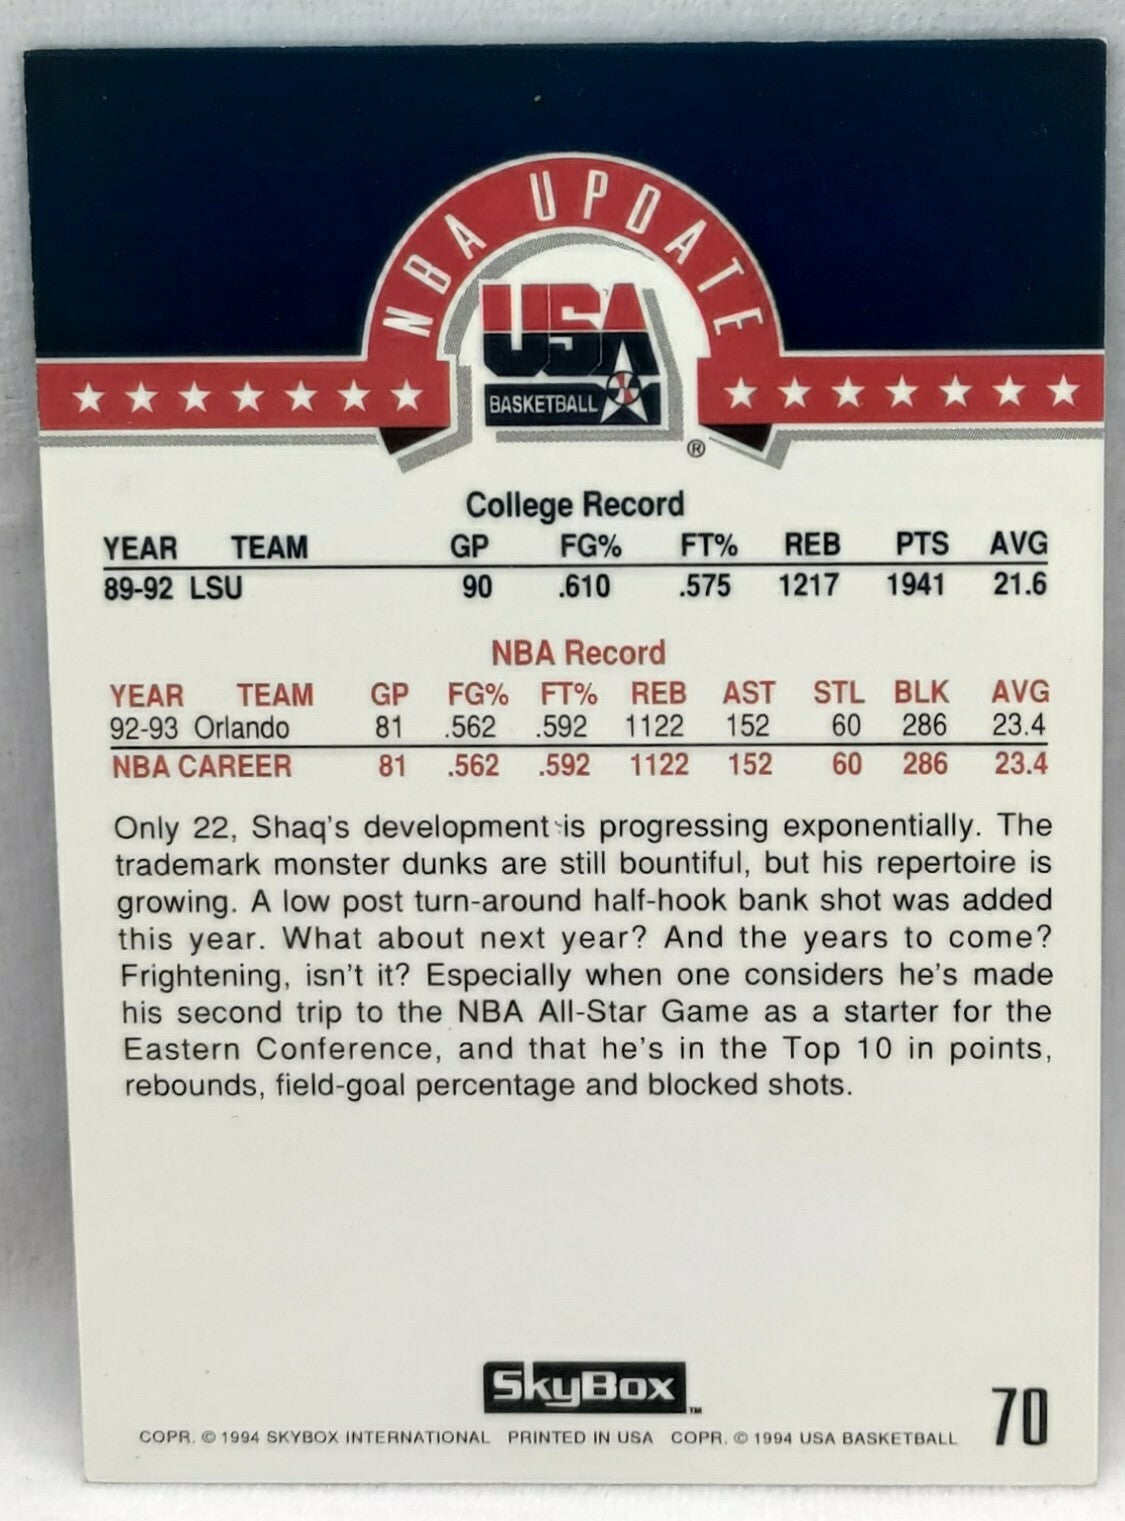 NBA UPDATE
USA
BASKETBALL
®
College Record
YEAR TEAM GP FG% FT% REB PTS AVG
89-92 LSU 90 .610 .575 1217 1941 21.6
NBA Record
YEAR TEAM GP FG% FT% REB AST STL BLK AVG
92-93 Orlando 81 .562 .592 1122 152 60 286 23.4
NBA CAREER 81 .562 .592 1122 152 60 286 23.4
Only 22, Shaq's development is progressing exponentially. The
trademark monster dunks are still bountiful, but his repertoire is
growing. A low post turn-around half-hook bank shot was added
this year. What about next year? And the years to come?
Frightening, isn't it? Especially when one considers he's made
his second trip to the NBA All-Star Game as a starter for the
Eastern Conference, and that he's in the Top 10 in points,
rebounds, field-goal percentage and blocked shots.
SkyBox™
70
COPR. © 1994 SKYBOX INTERNATIONAL PRINTED IN USA COPR. © 1994 USA BASKETBALL